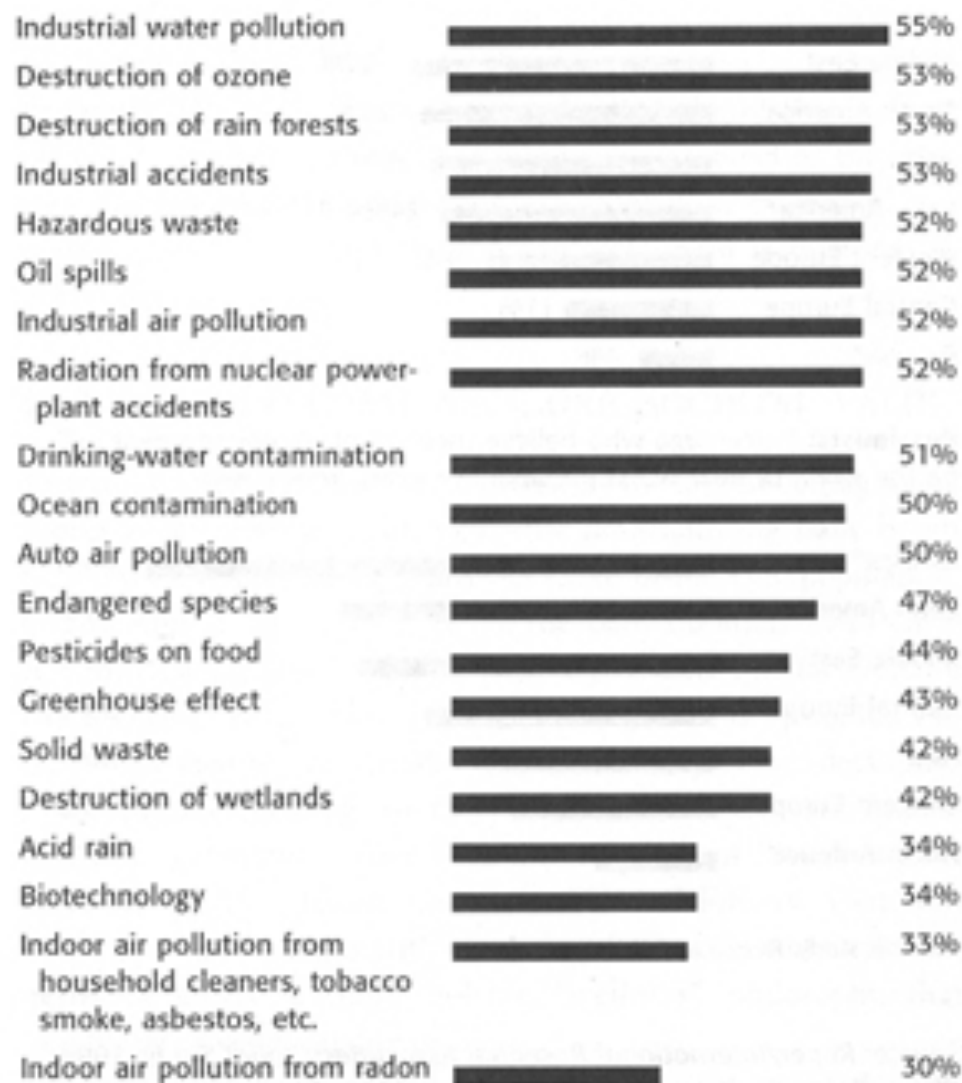 Industrial water pollution 55%
Destruction of ozone 53%
Destruction of rain forests 53%
Industrial accidents 53%
Hazardous waste 52%
Oil spills 52%
Industrial air pollution 52%
Radiation from nuclear power- 52%
plant accidents
Drinking-water contamination 51%
Ocean contamination 50%
Auto air pollution 50%
Endangered species 47%
Pesticides on food 44%
Greenhouse effect 43%
Solid waste 42%
Destruction of wetlands 42%
Acid rain 34%
Biotechnology 34%
Indoor air pollution from 33%
household cleaners, tobacco
smoke, asbestos, etc.
Indoor air pollution from radon 30%